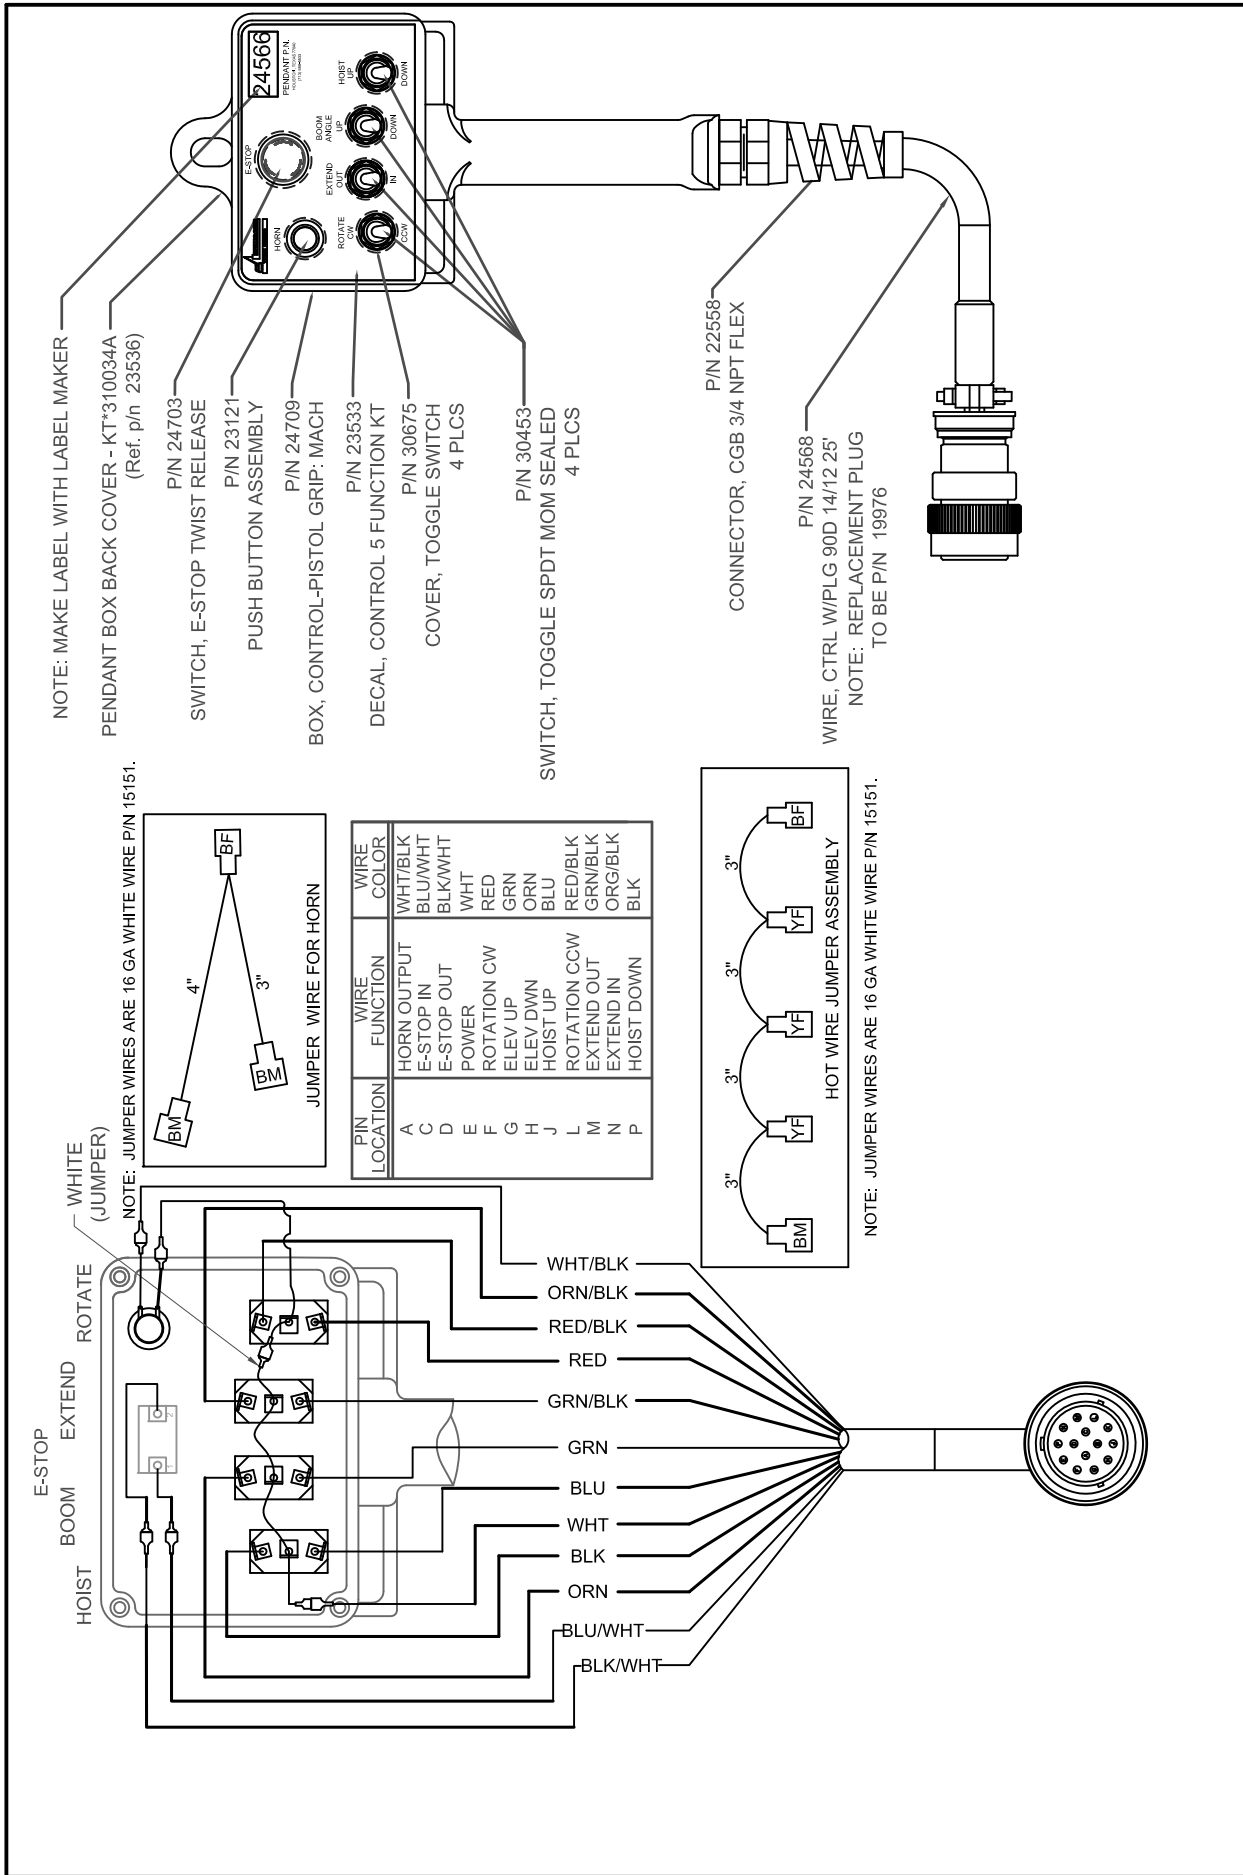 NOTE: MAKE LABEL WITH LABEL MAKER
PENDANT BOX BACK COVER - KT*310034A
(Ref. p/n 23536)
P/N 24703
SWITCH, E-STOP TWIST RELEASE
P/N 23121
PUSH BUTTON ASSEMBLY
P/N 24709
BOX, CONTROL-PISTOL GRIP: MACH
P/N 23533
DECAL, CONTROL 5 FUNCTION KT
P/N 30675
COVER, TOGGLE SWITCH
4 PLCS
P/N 30453
SWITCH, TOGGLE SPDT MOM SEALED
4 PLCS
P/N 22558
CONNECTOR, CGB 3/4 NPT FLEX
P/N 24568
WIRE, CTRL W/PLG 90D 14/12 25'
NOTE: REPLACEMENT PLUG
TO BE P/N 19976
24566
PENDANT P.N.
E-STOP
HORN
ROTATE
CW
CCW
EXTEND
OUT
IN
BOOM
ANGLE
UP
DOWN
HOIST
UP
DOWN
E-STOP
HOIST
BOOM
EXTEND
ROTATE
WHITE
(JUMPER)
1
2
NOTE: JUMPER WIRES ARE 16 GA WHITE WIRE P/N 15151.
BM
4"
BF
BM
3"
JUMPER WIRE FOR HORN
PIN LOCATION WIRE FUNCTION WIRE COLOR
A HORN OUTPUT WHT/BLK
C E-STOP IN BLU/WHT
D E-STOP OUT BLK/WHT
E POWER WHT
F ROTATION CW RED
G ELEV UP GRN
H ELEV DWN ORN
J HOIST UP BLU
L ROTATION CCW RED/BLK
M EXTEND OUT GRN/BLK
N EXTEND IN ORG/BLK
P HOIST DOWN BLK
3" 3" 3" 3"
BM YF YF YF BF
HOT WIRE JUMPER ASSEMBLY
NOTE: JUMPER WIRES ARE 16 GA WHITE WIRE P/N 15151.
WHT/BLK
ORN/BLK
RED/BLK
RED
GRN/BLK
GRN
BLU
WHT
BLK
ORN
BLU/WHT
BLK/WHT